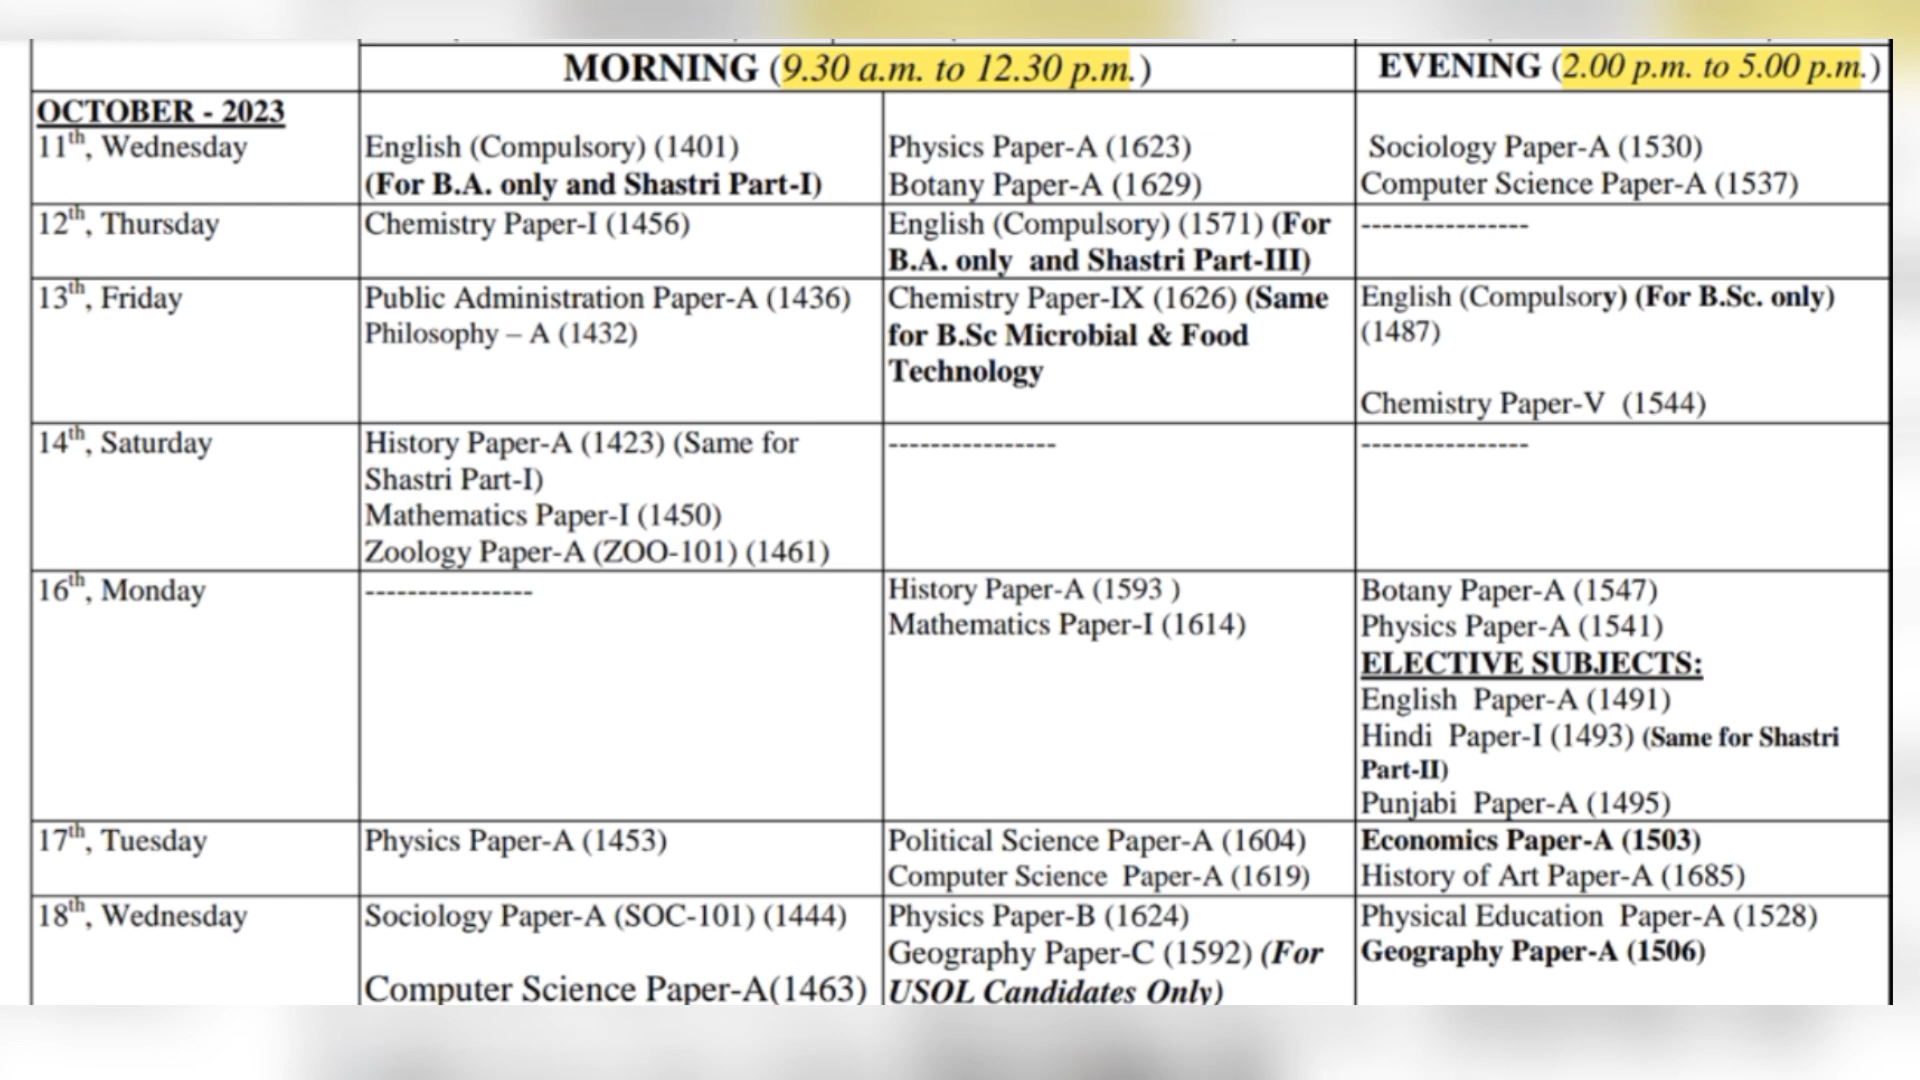 MORNING (9.30 a.m. to 12.30 p.m.)
EVENING (2.00 p.m. to 5.00 p.m.)
OCTOBER - 2023
11th, Wednesday
English (Compulsory) (1401)
(For B.A. only and Shastri Part-I)
Physics Paper-A (1623)
Botany Paper-A (1629)
Sociology Paper-A (1530)
Computer Science Paper-A (1537)
12th, Thursday
Chemistry Paper-I (1456)
English (Compulsory) (1571) (For
B.A. only and Shastri Part-III)
----------------
13th, Friday
Public Administration Paper-A (1436)
Philosophy – A (1432)
Chemistry Paper-IX (1626) (Same
for B.Sc Microbial & Food
Technology
English (Compulsory) (For B.Sc. only)
(1487)
Chemistry Paper-V (1544)
14th, Saturday
History Paper-A (1423) (Same for
Shastri Part-I)
Mathematics Paper-I (1450)
Zoology Paper-A (ZOO-101) (1461)
----------------
----------------
16th, Monday
----------------
History Paper-A (1593 )
Mathematics Paper-I (1614)
Botany Paper-A (1547)
Physics Paper-A (1541)
ELECTIVE SUBJECTS:
English Paper-A (1491)
Hindi Paper-I (1493) (Same for Shastri
Part-II)
Punjabi Paper-A (1495)
17th, Tuesday
Physics Paper-A (1453)
Political Science Paper-A (1604)
Computer Science Paper-A (1619)
Economics Paper-A (1503)
History of Art Paper-A (1685)
18th, Wednesday
Sociology Paper-A (SOC-101) (1444)
Computer Science Paper-A(1463)
Physics Paper-B (1624)
Geography Paper-C (1592) (For
USOL Candidates Only)
Physical Education Paper-A (1528)
Geography Paper-A (1506)